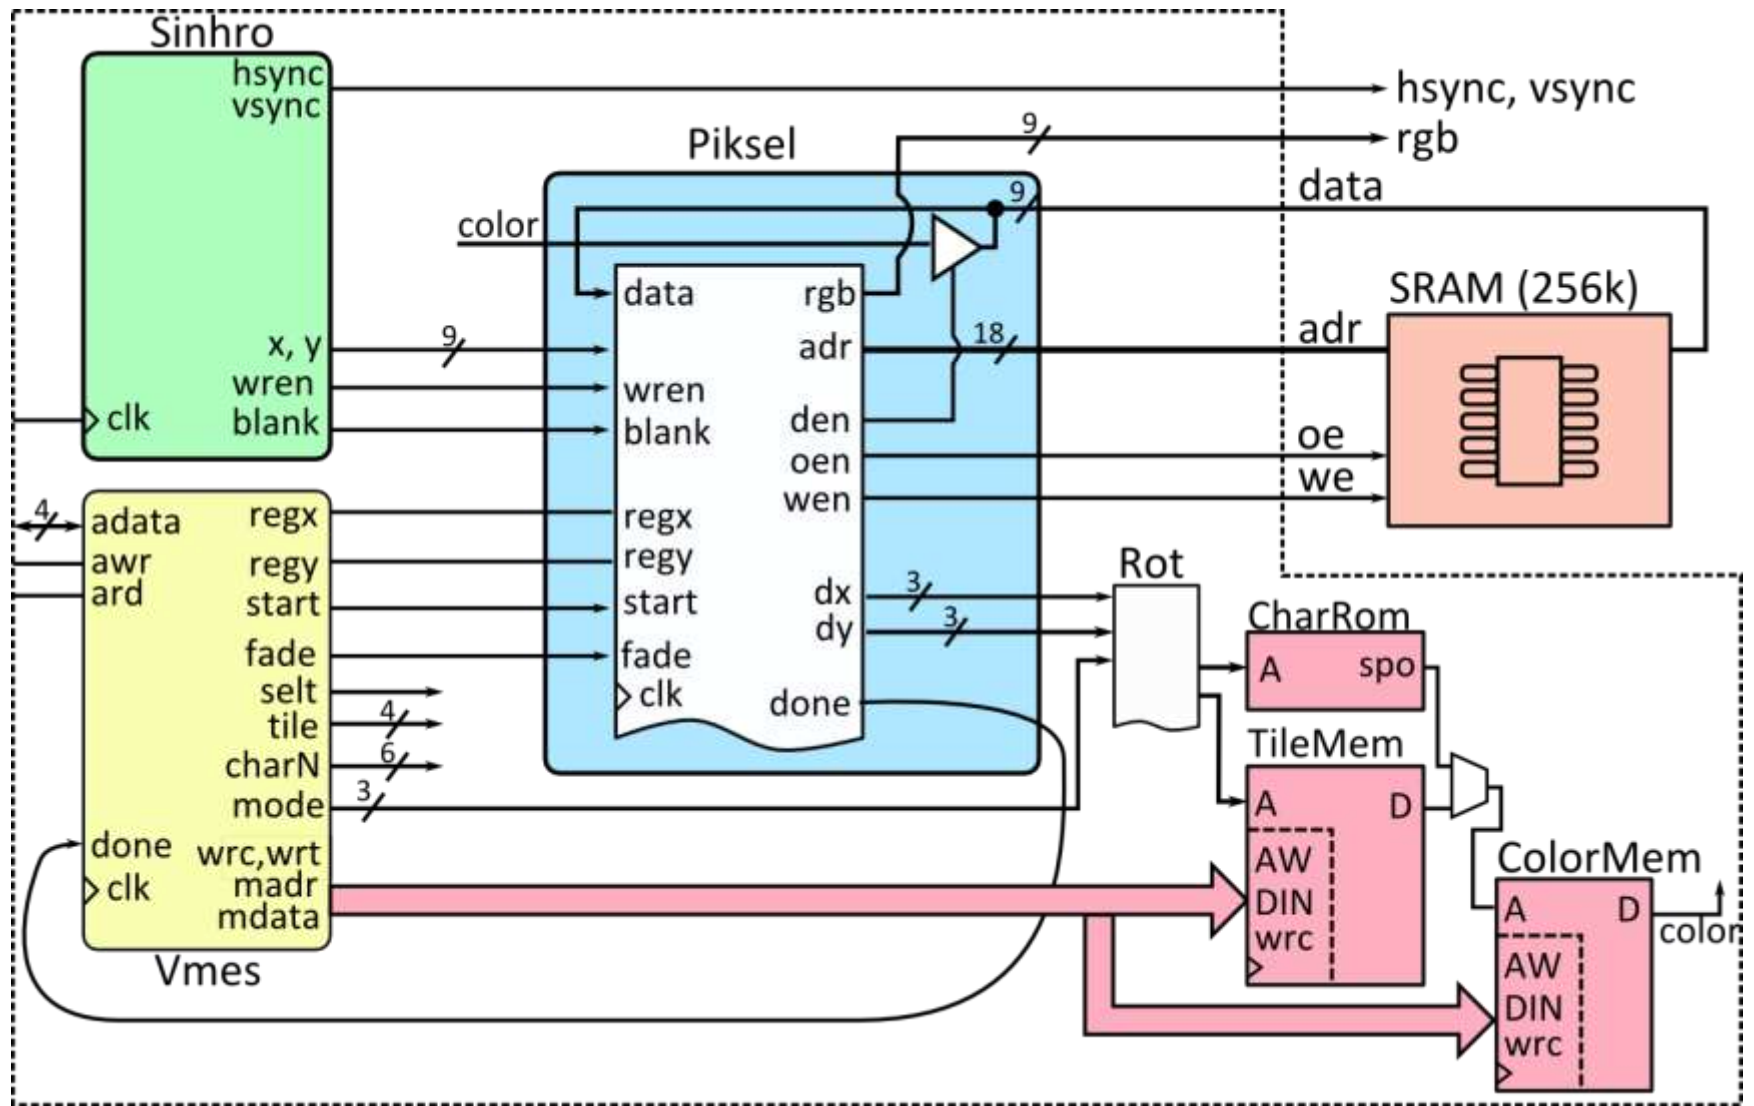 Sinhro
hsync
vsync
x, y
wren
clk
blank
9
hsync, vsync
9
rgb
Piksel
color
9
data
data
rgb
adr
18
adr
wren
blank
den
oen
oe
wen
we
SRAM (256k)
4
adata
awr
ard
regx
regy
start
fade
selt
tile
4
charN
6
mode
3
done
wrc,wrt
clk
madr
mdata
Vmes
regx
regy
start
fade
clk
dx
3
dy
3
done
Rot
CharRom
A
spo
TileMem
A
D
AW
DIN
wrc
ColorMem
A
D
color
AW
DIN
wrc